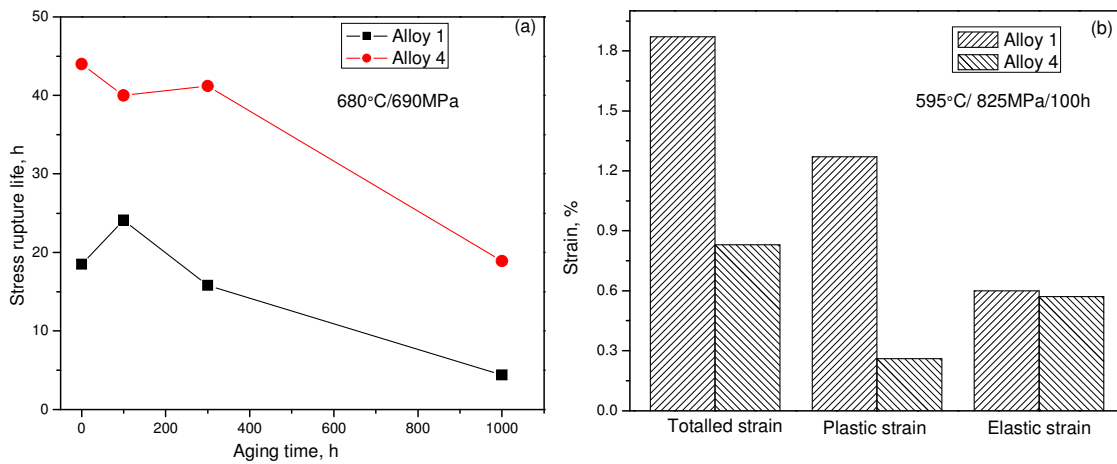 (a)
Alloy 1
Alloy 4
680°C/690MPa
Stress rupture life, h
50
40
30
20
10
0
0 200 400 600 800 1000
Aging time, h
(b)
Alloy 1
Alloy 4
595°C/ 825MPa/100h
Strain, %
1.8
1.5
1.2
0.9
0.6
0.3
0.0
Totalled strain Plastic strain Elastic strain